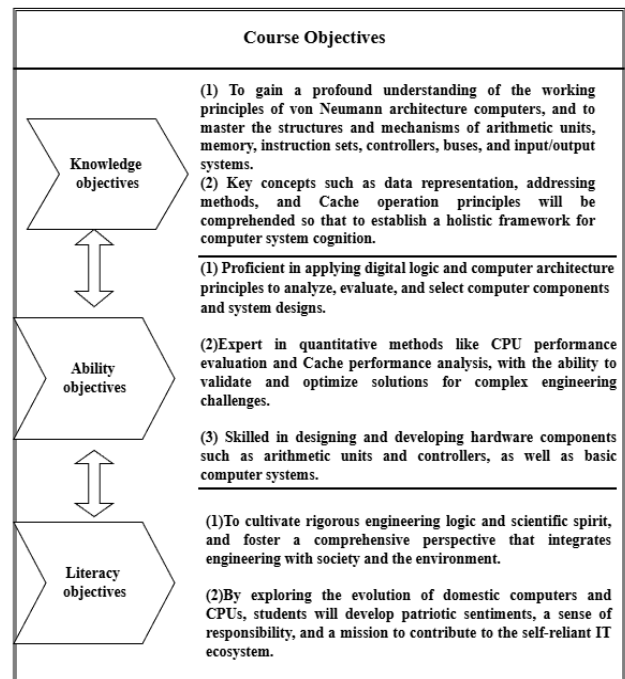 Course Objectives
Knowledge
objectives
(1) To gain a profound understanding of the working
principles of von Neumann architecture computers, and to
master the structures and mechanisms of arithmetic units,
memory, instruction sets, controllers, buses, and input/output
systems.
(2) Key concepts such as data representation, addressing
methods, and Cache operation principles will be
comprehended so that to establish a holistic framework for
computer system cognition.
Ability
objectives
(1) Proficient in applying digital logic and computer architecture
principles to analyze, evaluate, and select computer components
and system designs.
(2)Expert in quantitative methods like CPU performance
evaluation and Cache performance analysis, with the ability to
validate and optimize solutions for complex engineering
challenges.
(3) Skilled in designing and developing hardware components
such as arithmetic units and controllers, as well as basic
computer systems.
Literacy
objectives
(1)To cultivate rigorous engineering logic and scientific spirit,
and foster a comprehensive perspective that integrates
engineering with society and the environment.
(2)By exploring the evolution of domestic computers and
CPUs, students will develop patriotic sentiments, a sense of
responsibility, and a mission to contribute to the self-reliant IT
ecosystem.